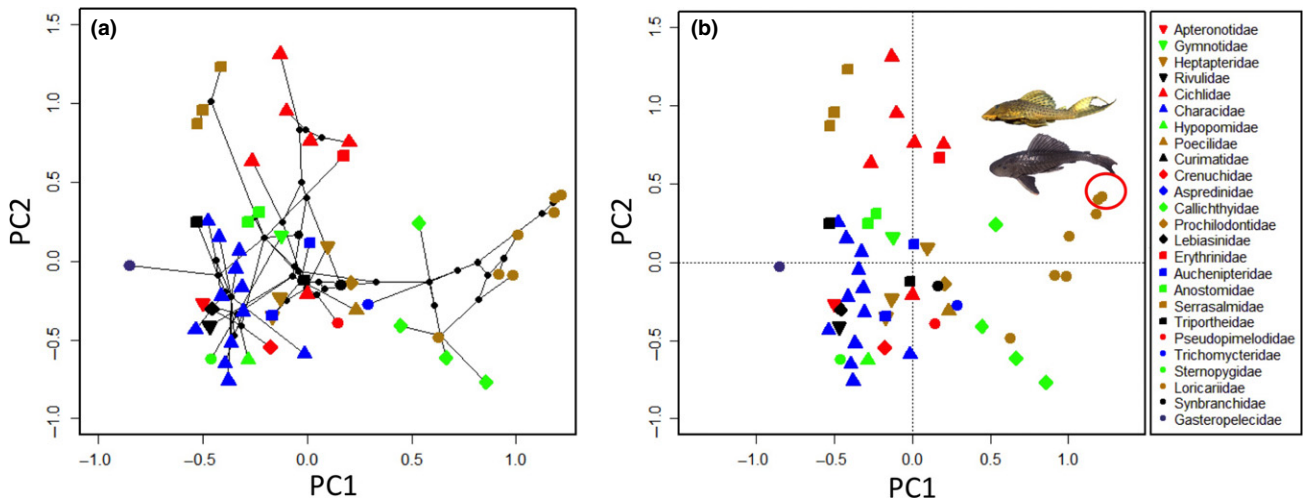 (a)
1.5
1.0
0.5
0.0
−0.5
−1.0
PC2
−1.0 −0.5 0.0 0.5 1.0
PC1
(b)
1.5
1.0
0.5
0.0
−0.5
−1.0
−1.0 −0.5 0.0 0.5 1.0
PC1
Apteronotidae
Gymnotidae
Heptapteridae
Rivulidae
Cichlidae
Characidae
Hypopomidae
Poecilidae
Curimatidae
Crenuchidae
Aspredinidae
Callichthyidae
Prochilodontidae
Lebiasinidae
Erythrinidae
Auchenipteridae
Anostomidae
Serrasalmidae
Triportheidae
Pseudopimelodidae
Trichomycteridae
Sternopygidae
Loricariidae
Synbranchidae
Gasteropelecidae